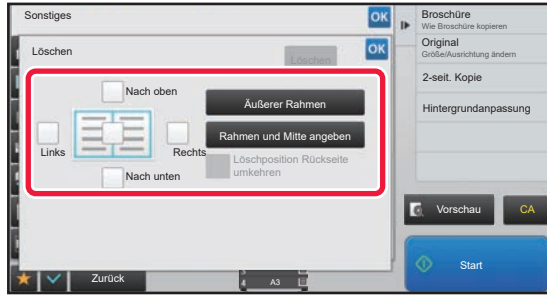 Sonstiges
OK
Löschen
Löschen
OK
Nach oben
Links
Rechts
Nach unten
Äußerer Rahmen
Rahmen und Mitte angeben
Löschposition Rückseite
umkehren
Zurück
4 A3
Broschüre
Wie Broschüre kopieren
Original
Größe/Ausrichtung ändern
2-seit. Kopie
Hintergrundanpassung
Vorschau
CA
Start